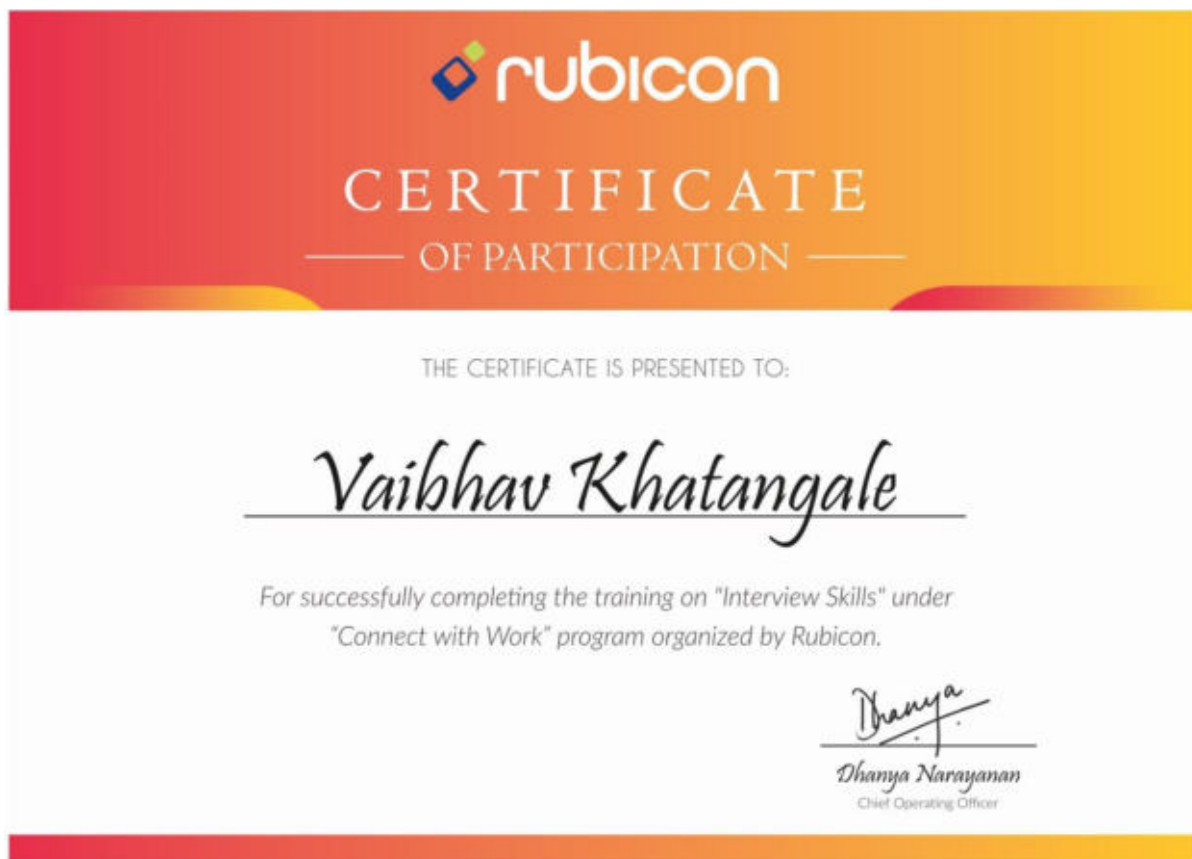 rubicon
CERTIFICATE
OF PARTICIPATION
THE CERTIFICATE IS PRESENTED TO:
Vaibhav Khatangale
For successfully completing the training on "Interview Skills" under
"Connect with Work" program organized by Rubicon.
Dhanya
Dhanya Narayanan
Chief Operating Officer